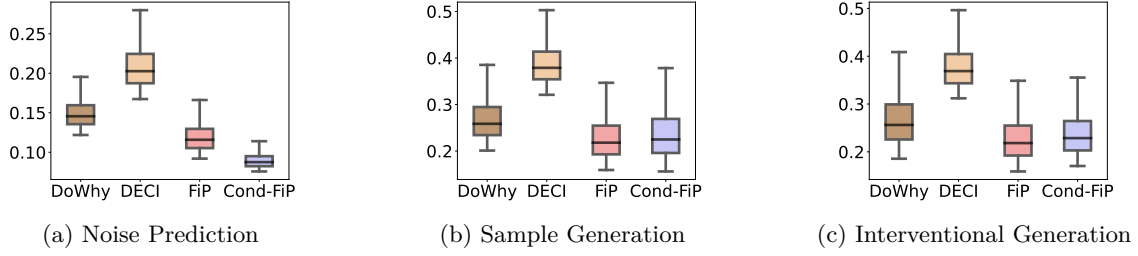 0.25
0.20
0.15
0.10
DoWhy DECI FiP Cond-FiP
(a) Noise Prediction
0.5
0.4
0.3
0.2
DoWhy DECI FiP Cond-FiP
(b) Sample Generation
0.5
0.4
0.3
0.2
DoWhy DECI FiP Cond-FiP
(c) Interventional Generation